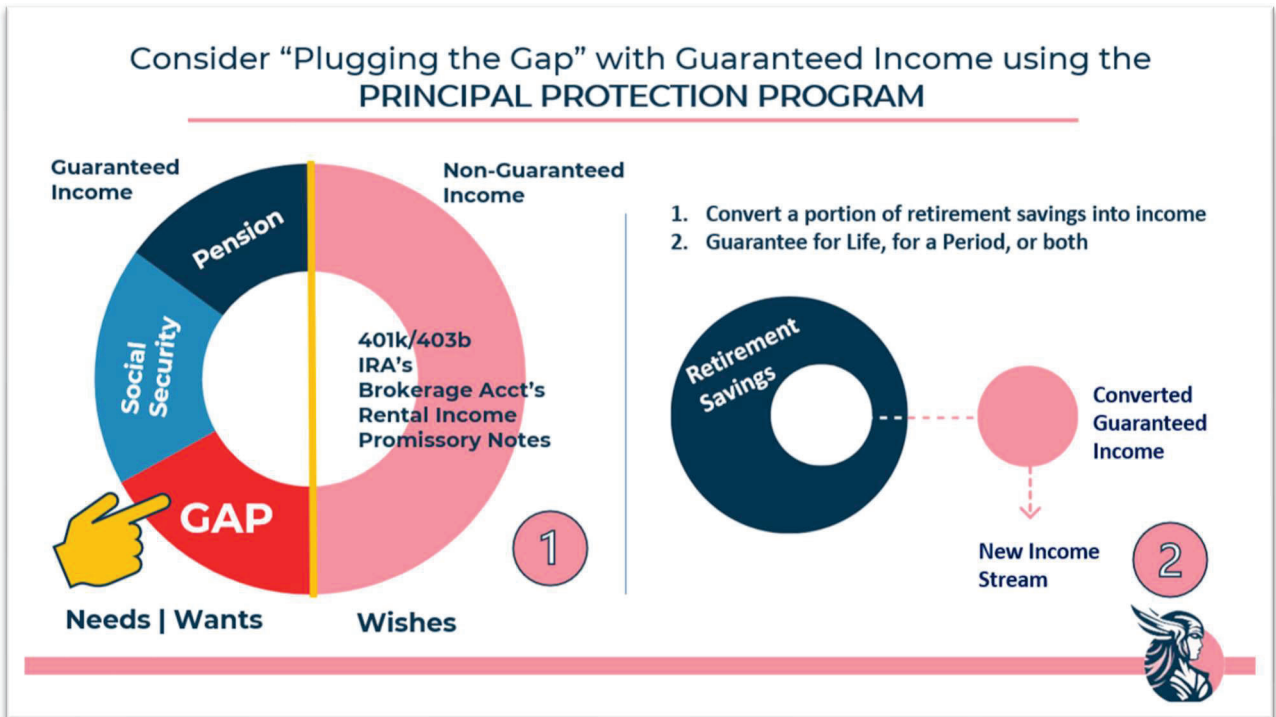 Consider “Plugging the Gap” with Guaranteed Income using the
PRINCIPAL PROTECTION PROGRAM
Guaranteed
Income
Non-Guaranteed
Income
Pension
Social
Security
GAP
401k/403b
IRA’s
Brokerage Acct’s
Rental Income
Promissory Notes
1
Needs | Wants
Wishes
1. Convert a portion of retirement savings into income
2. Guarantee for Life, for a Period, or both
Retirement
Savings
Converted
Guaranteed
Income
New Income
Stream
2